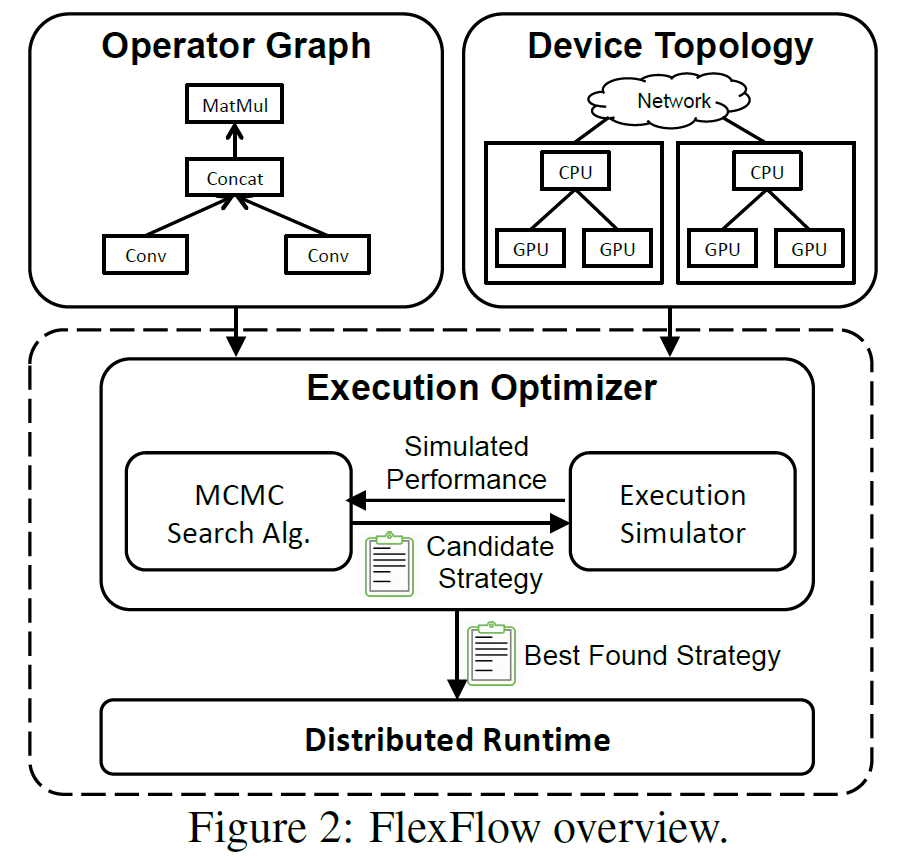 Operator Graph
MatMul
Concat
Conv
Conv
Device Topology
Network
CPU
GPU
GPU
CPU
GPU
GPU
Execution Optimizer
MCMC
Search Alg.
Simulated
Performance
Candidate
Strategy
Execution
Simulator
Best Found Strategy
Distributed Runtime
Figure 2: FlexFlow overview.